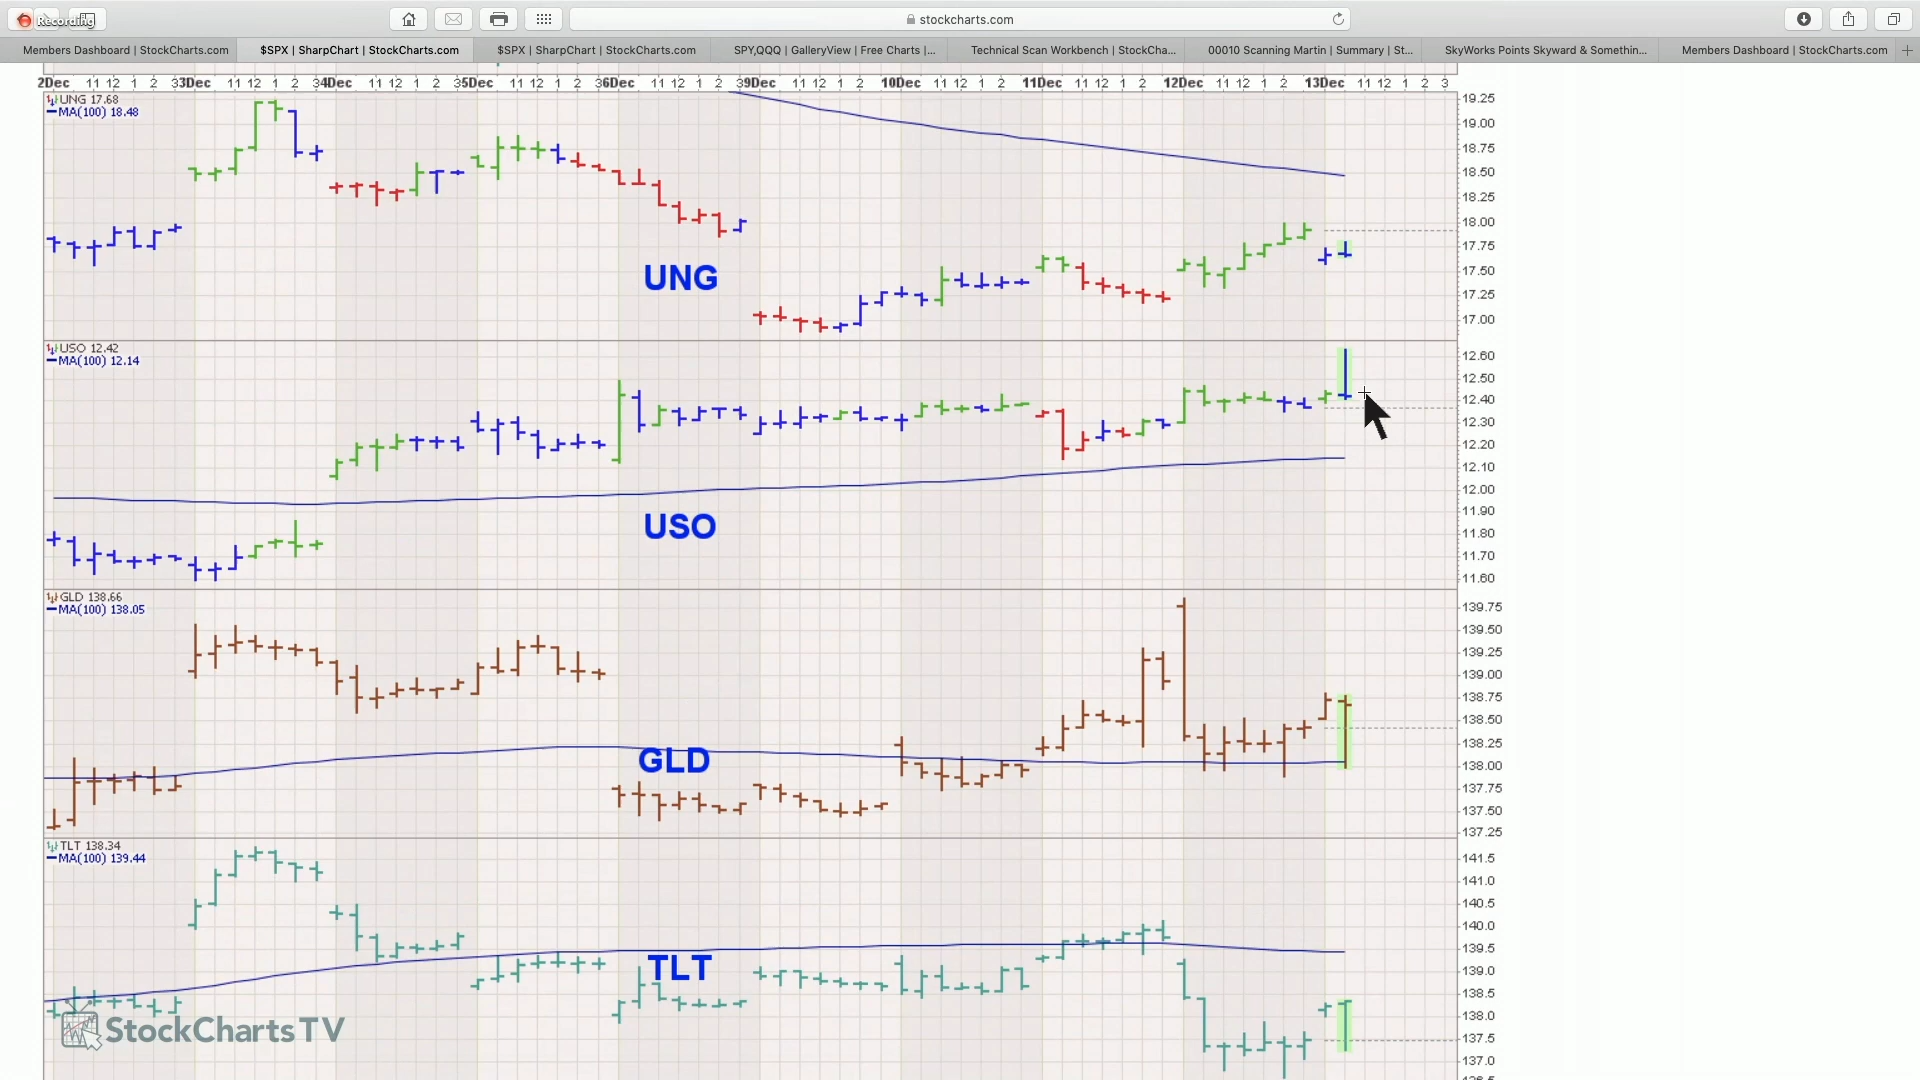 Recording
stockcharts.com
Members Dashboard | StockCharts.com
$SPX | SharpChart | StockCharts.com
$SPX | SharpChart | StockCharts.com
SPY,QQQ | GalleryView | Free Charts |...
Technical Scan Workbench | StockCha...
00010 Scanning Martin | Summary | St...
SkyWorks Points Skyward & Somethin...
Members Dashboard | StockCharts.com
2Dec 11 12 1 2 3 3Dec 11 12 1 2 3 4Dec 11 12 1 2 3 5Dec 11 12 1 2 3 6Dec 11 12 1 2 3 9Dec 11 12 1 2 10Dec 11 12 1 2 11Dec 11 12 1 2 12Dec 11 12 1 2 13Dec 11 12 1 2 3
UNG 17.68
MA(100) 18.48
19.25
19.00
18.75
18.50
18.25
18.00
17.75
17.50
17.25
17.00
UNG
USO 12.42
MA(100) 12.14
12.60
12.50
12.40
12.30
12.20
12.10
12.00
11.90
11.80
11.70
11.60
USO
GLD 138.66
MA(100) 138.05
139.75
139.50
139.25
139.00
138.75
138.50
138.25
138.00
137.75
137.50
137.25
GLD
TLT 138.34
MA(100) 139.44
141.5
141.0
140.5
140.0
139.5
139.0
138.5
138.0
137.5
137.0
TLT
StockCharts TV